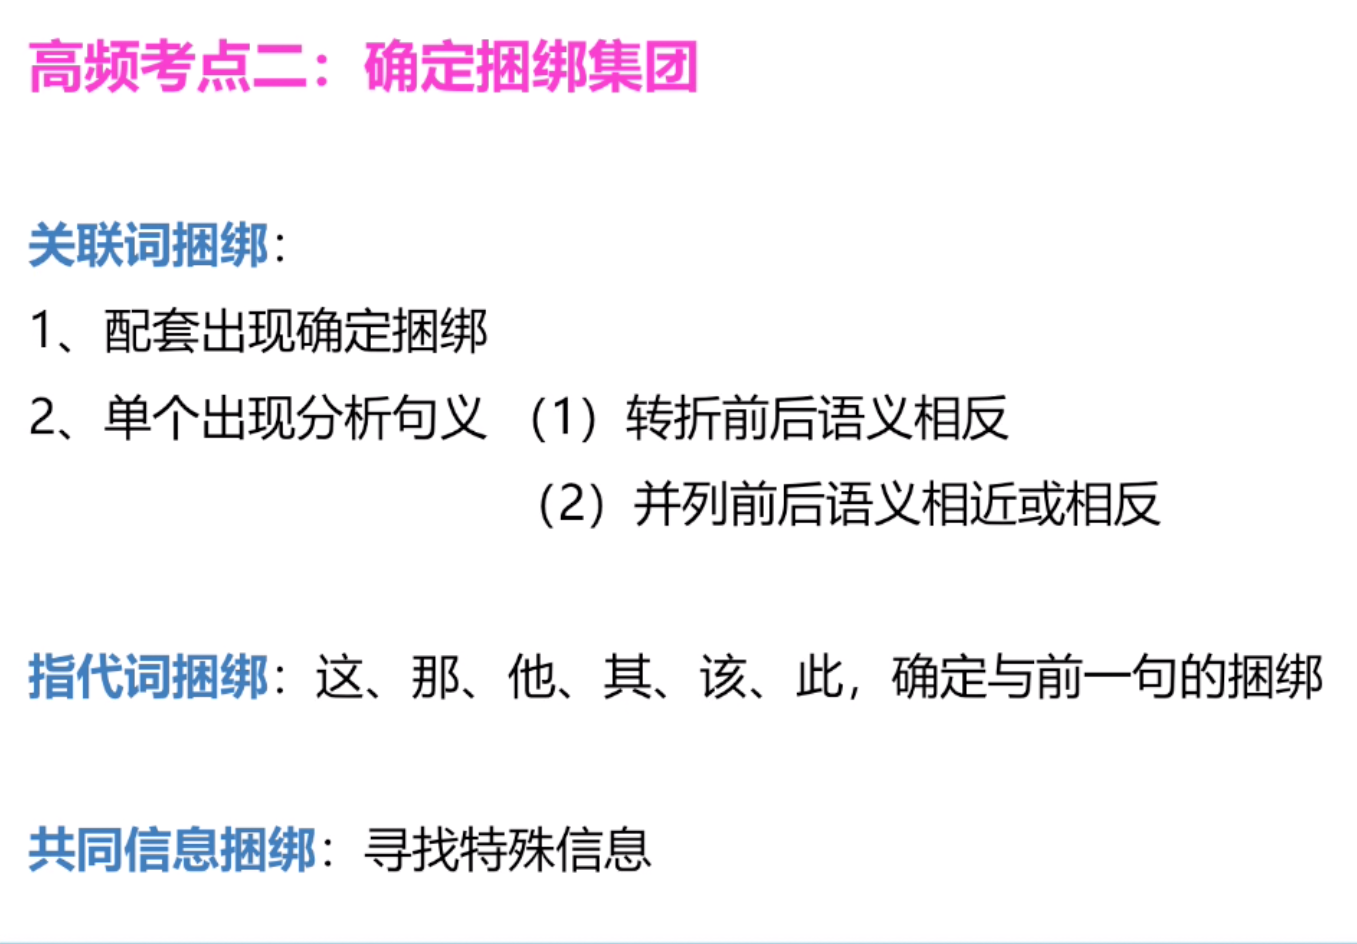 高频考点二：确定捆绑集团
关联词捆绑：
1、配套出现确定捆绑
2、单个出现分析句义 （1）转折前后语义相反
（2）并列前后语义相近或相反
指代词捆绑：这、那、他、其、该、此，确定与前一句的捆绑
共同信息捆绑：寻找特殊信息